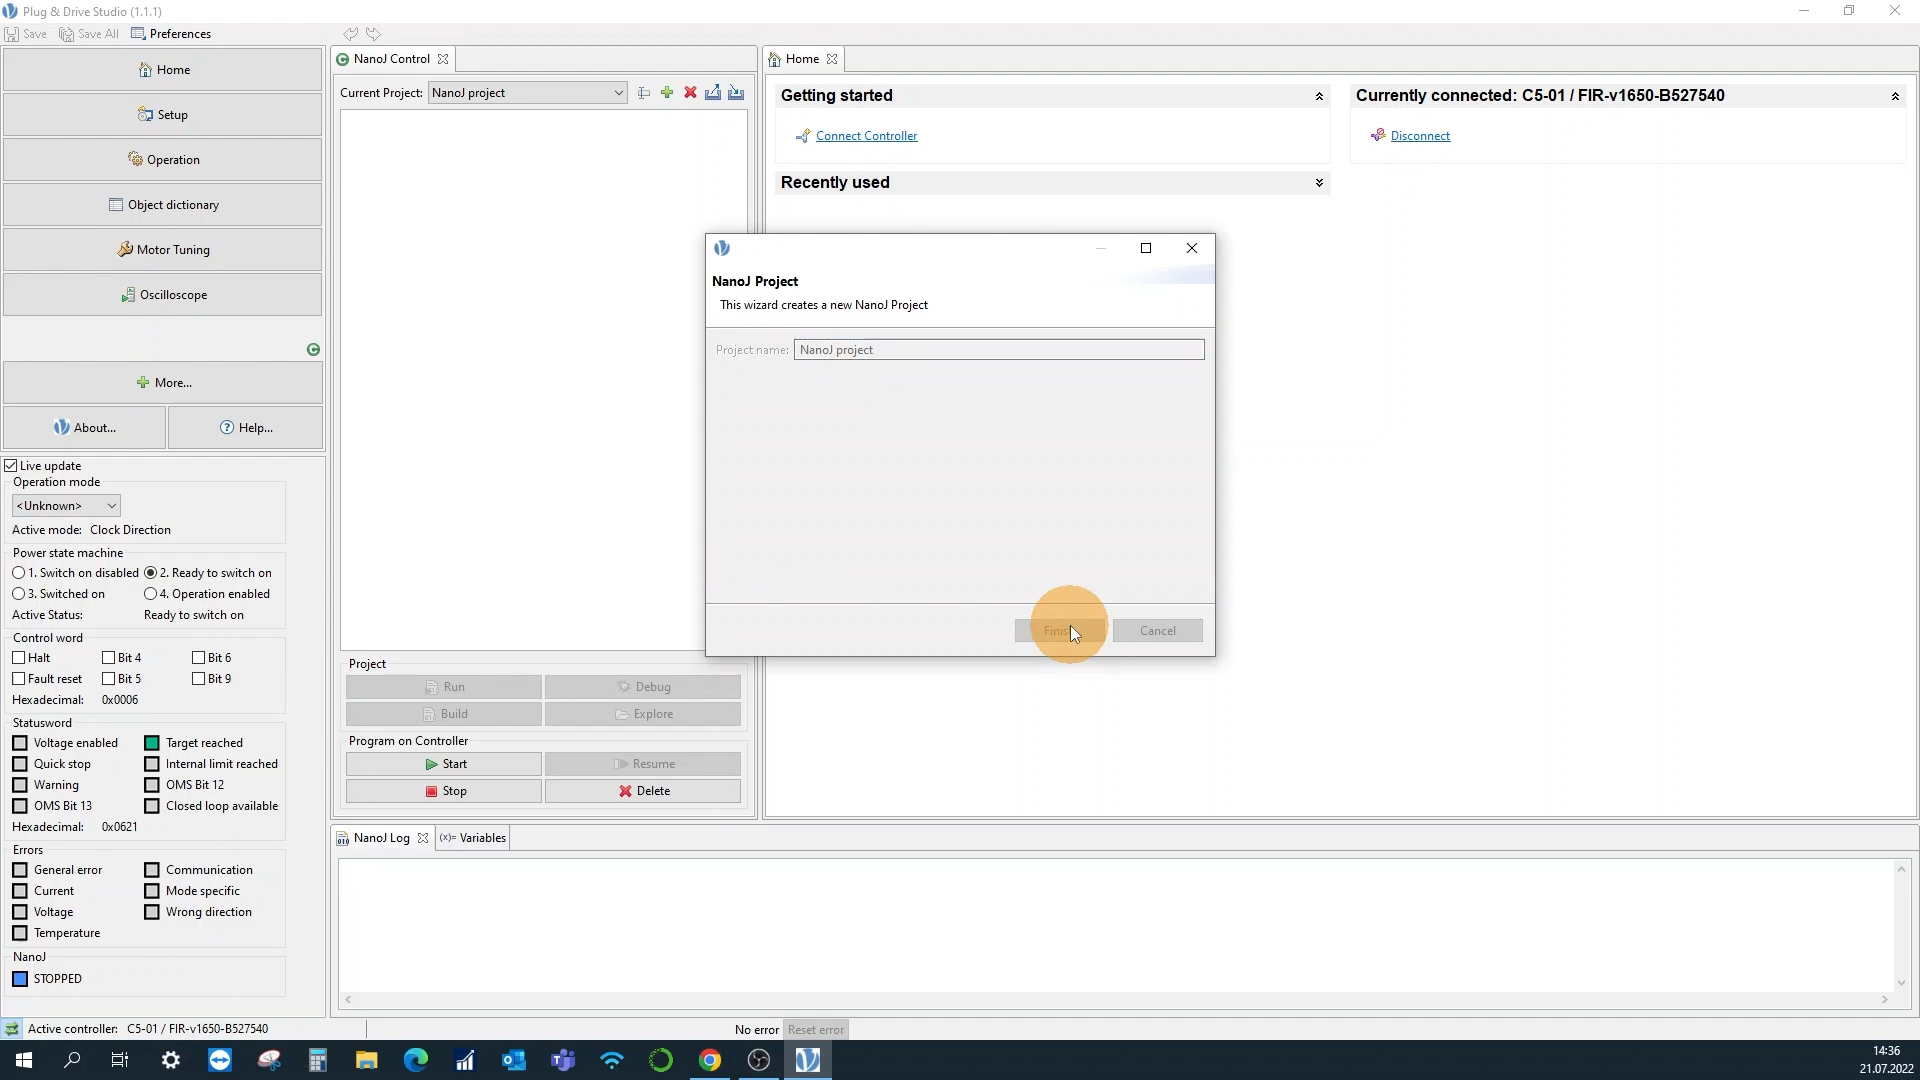 Plug & Drive Studio (1.1.1)
Save Save All Preferences
Home
Setup
Operation
Object dictionary
Motor Tuning
Oscilloscope
More...
About... Help...
Live update
Operation mode
<Unknown>
Active mode: Clock Direction
Power state machine
1. Switch on disabled 2. Ready to switch on
3. Switched on 4. Operation enabled
Active Status: Ready to switch on
Control word
Halt Bit 4 Bit 6
Fault reset Bit 5 Bit 9
Hexadecimal: 0x0006
Statusword
Voltage enabled Target reached
Quick stop Internal limit reached
Warning OMS Bit 12
OMS Bit 13 Closed loop available
Hexadecimal: 0x0621
Errors
General error Communication
Current Mode specific
Voltage Wrong direction
Temperature
NanoJ
STOPPED
NanoJ Control
Current Project: NanoJ project
Project
Run Debug
Build Explore
Program on Controller
Start Resume
Stop Delete
Home
Getting started
Connect Controller
Recently used
Currently connected: C5-01 / FIR-v1650-B527540
Disconnect
NanoJ Project
This wizard creates a new NanoJ Project
Project name: NanoJ project
Cancel
NanoJ Log (x)= Variables
Active controller: C5-01 / FIR-v1650-B527540
No error Reset error
14:36
21.07.2022